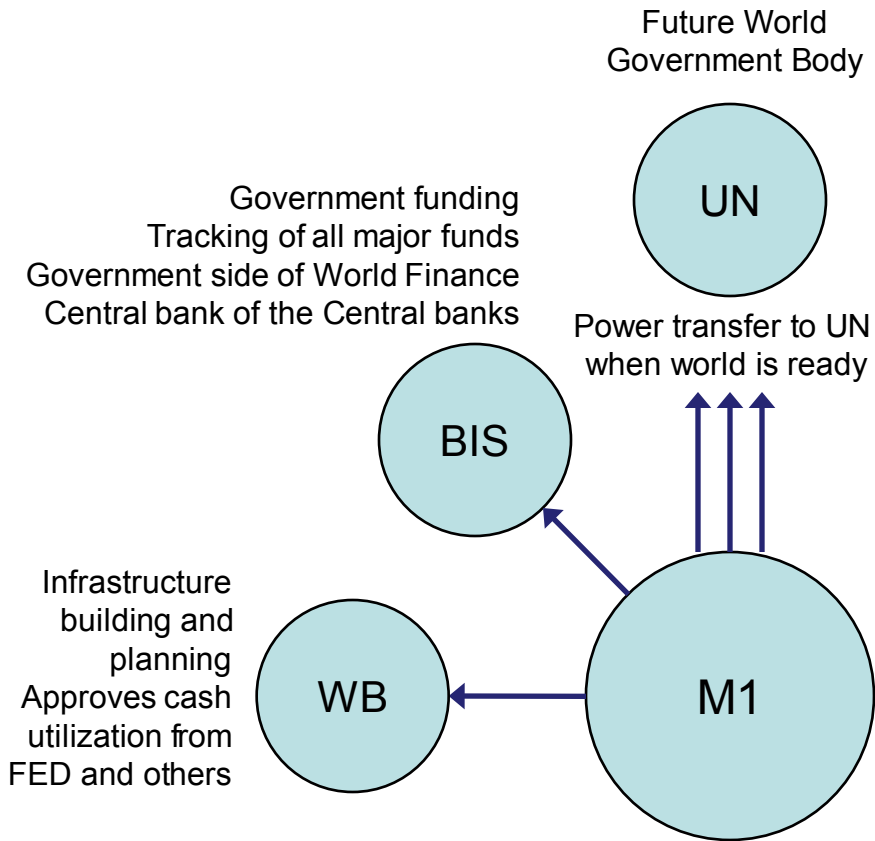 Future World
Government Body
UN
Government funding
Tracking of all major funds
Government side of World Finance
Central bank of the Central banks
Power transfer to UN
when world is ready
BIS
Infrastructure
building and
planning
Approves cash
utilization from
FED and others
WB
M1